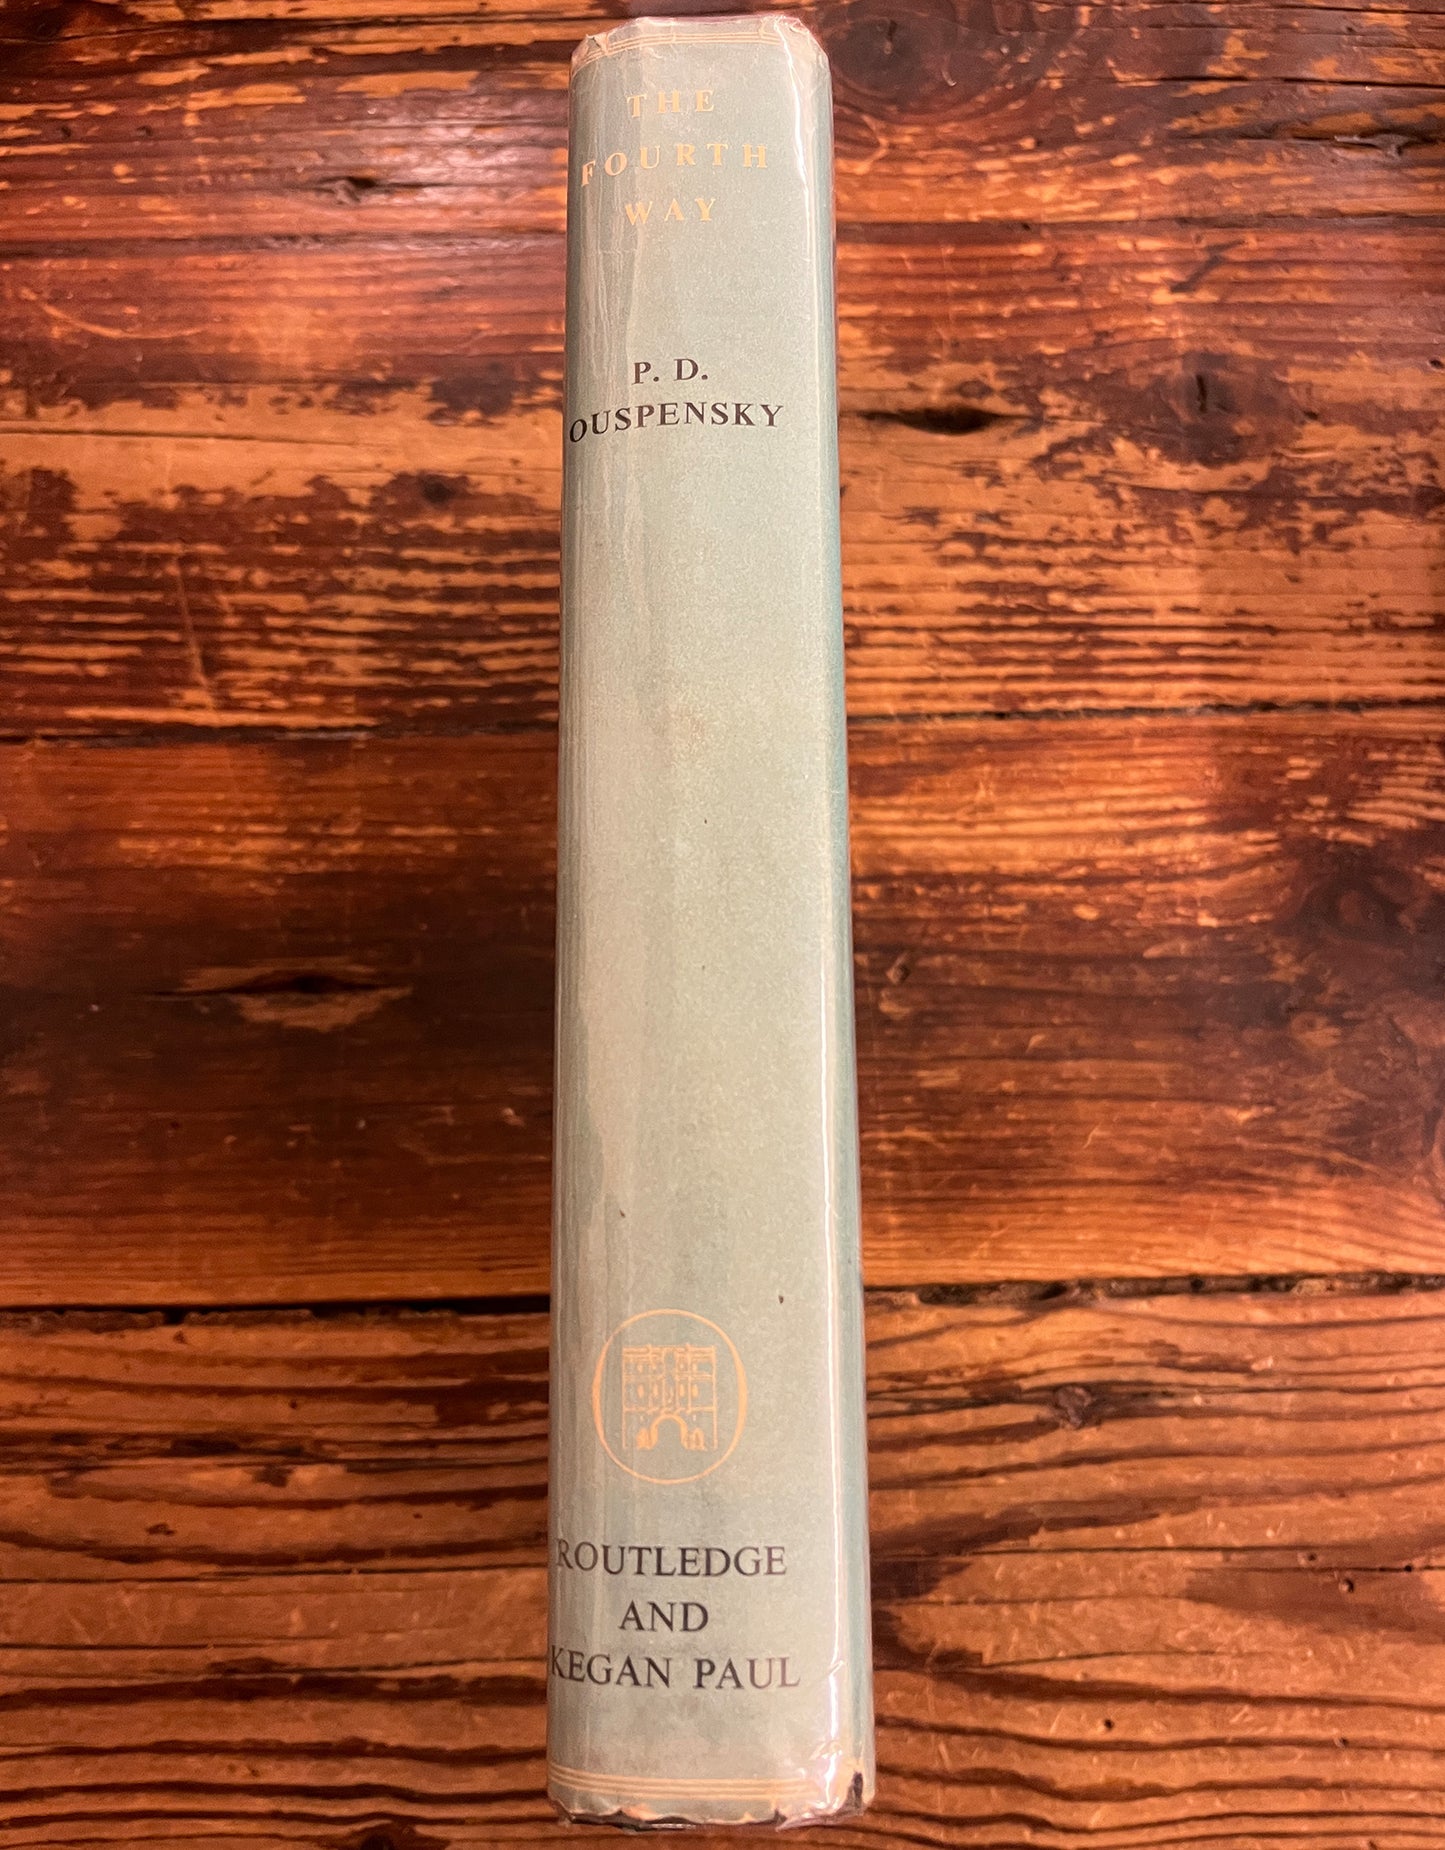 THE
FOURTH
WAY
P. D.
OUSPENSKY
ROUTLEDGE
AND
KEGAN PAUL